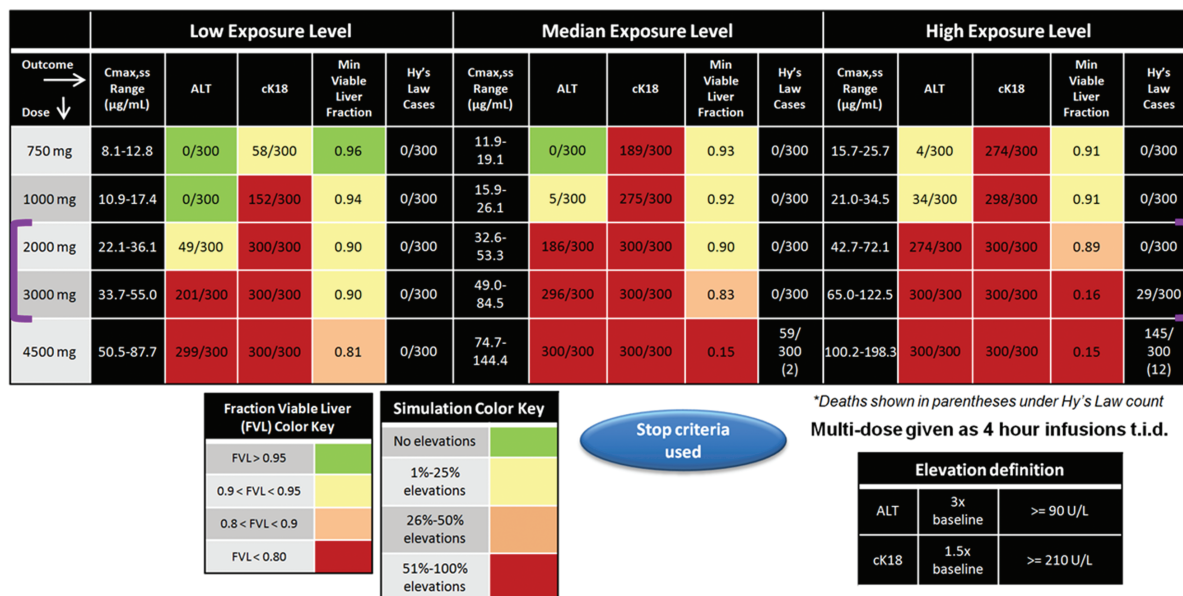 Low Exposure Level Median Exposure Level High Exposure Level
Outcome Cmax,ss Range (µg/mL) ALT cK18 Min Viable Liver Fraction Hy's Law Cases Cmax,ss Range (µg/mL) ALT cK18 Min Viable Liver Fraction Hy's Law Cases Cmax,ss Range (µg/mL) ALT cK18 Min Viable Liver Fraction Hy's Law Cases
Dose
750 mg 8.1-12.8 0/300 58/300 0.96 0/300 11.9-19.1 0/300 189/300 0.93 0/300 15.7-25.7 4/300 274/300 0.91 0/300
1000 mg 10.9-17.4 0/300 152/300 0.94 0/300 15.9-26.1 5/300 275/300 0.92 0/300 21.0-34.5 34/300 298/300 0.91 0/300
2000 mg 22.1-36.1 49/300 300/300 0.90 0/300 32.6-53.3 186/300 300/300 0.90 0/300 42.7-72.1 274/300 300/300 0.89 0/300
3000 mg 33.7-55.0 201/300 300/300 0.90 0/300 49.0-84.5 296/300 300/300 0.83 0/300 65.0-122.5 300/300 300/300 0.16 29/300
4500 mg 50.5-87.7 299/300 300/300 0.81 0/300 74.7-144.4 300/300 300/300 0.15 59/300 (2) 100.2-198.3 300/300 300/300 0.15 145/300 (12)
Fraction Viable Liver
(FVL) Color Key
FVL > 0.95
0.9 < FVL < 0.95
0.8 < FVL < 0.9
FVL < 0.80
Simulation Color Key
No elevations
1%-25%
elevations
26%-50%
elevations
51%-100%
elevations
Stop criteria
used
*Deaths shown in parentheses under Hy's Law count
Multi-dose given as 4 hour infusions t.i.d.
Elevation definition
ALT 3x baseline >= 90 U/L
cK18 1.5x baseline >= 210 U/L